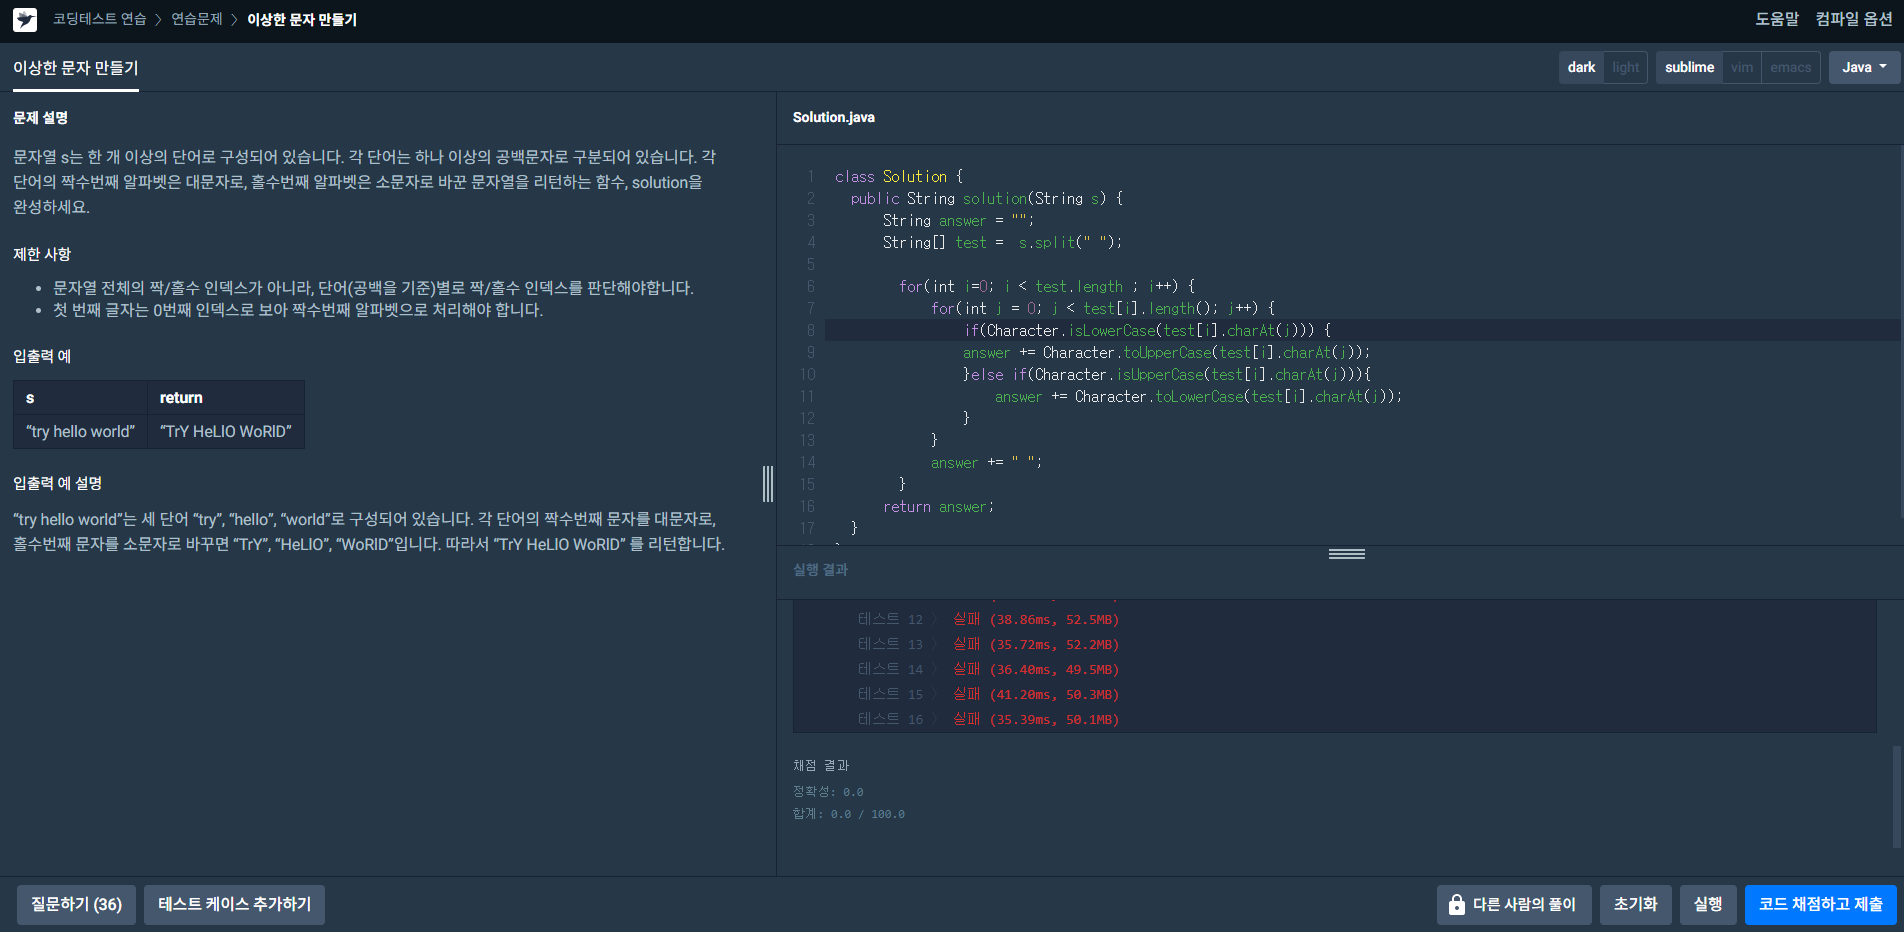 코딩테스트 연습 > 연습문제 > 이상한 문자 만들기
도움말 컴파일 옵션
이상한 문자 만들기
dark light sublime vim emacs Java
문제 설명
문자열 s는 한 개 이상의 단어로 구성되어 있습니다. 각 단어는 하나 이상의 공백문자로 구분되어 있습니다. 각
단어의 짝수번째 알파벳은 대문자로, 홀수번째 알파벳은 소문자로 바꾼 문자열을 리턴하는 함수, solution을
완성하세요.
제한 사항
• 문자열 전체의 짝/홀수 인덱스가 아니라, 단어(공백을 기준)별로 짝/홀수 인덱스를 판단해야합니다.
• 첫 번째 글자는 0번째 인덱스로 보아 짝수번째 알파벳으로 처리해야 합니다.
입출력 예
s return
“try hello world” “TrY HeLlO WoRlD”
입출력 예 설명
“try hello world”는 세 단어 “try”, “hello”, “world”로 구성되어 있습니다. 각 단어의 짝수번째 문자를 대문자로,
홀수번째 문자를 소문자로 바꾸면 “TrY”, “HeLlO”, “WoRlD”입니다. 따라서 “TrY HeLlO WoRlD” 를 리턴합니다.
Solution.java
1 class Solution {
2 public String solution(String s) {
3 String answer = "";
4 String[] test =  s.split(" ");
5
6 for(int i=0; i < test.length ; i++) {
7 for(int j = 0; j < test[i].length(); j++) {
8 if(Character.isLowerCase(test[i].charAt(j))) {
9 answer += Character.toUpperCase(test[i].charAt(j));
10 }else if(Character.isUpperCase(test[i].charAt(j))){
11 answer += Character.toLowerCase(test[i].charAt(j));
12 }
13 }
14 answer += " ";
15 }
16 return answer;
17 }
실행 결과
테스트 12 〉 실패 (38.86ms, 52.5MB)
테스트 13 〉 실패 (35.72ms, 52.2MB)
테스트 14 〉 실패 (36.40ms, 49.5MB)
테스트 15 〉 실패 (41.20ms, 50.3MB)
테스트 16 〉 실패 (35.39ms, 50.1MB)
채점 결과
정확성: 0.0
합계: 0.0 / 100.0
질문하기 (36) 테스트 케이스 추가하기 다른 사람의 풀이 초기화 실행 코드 채점하고 제출